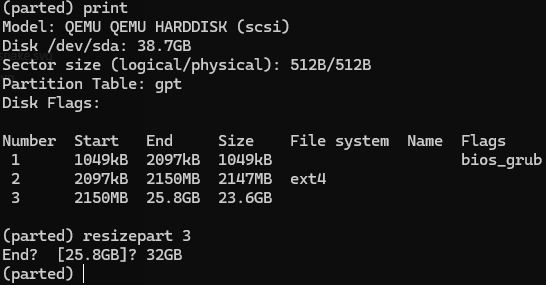 (parted) print
Model: QEMU QEMU HARDDISK (scsi)
Disk /dev/sda: 38.7GB
Sector size (logical/physical): 512B/512B
Partition Table: gpt
Disk Flags:

Number  Start   End     Size    File system  Name  Flags
 1      1049kB  2097kB  1049kB                     bios_grub
 2      2097kB  2150MB  2147MB  ext4
 3      2150MB  25.8GB  23.6GB

(parted) resizepart 3
End?  [25.8GB]? 32GB
(parted)